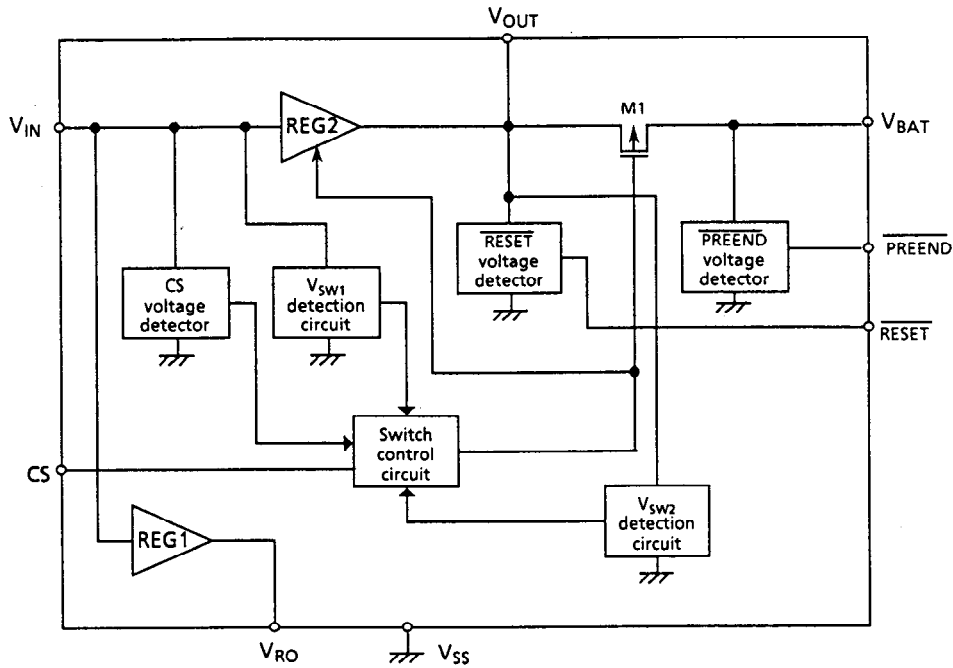 VOUT
M1
VIN
REG2
VBAT
RESET
voltage
detector
PREEND
voltage
detector
PREEND
CS
voltage
detector
VSW1
detection
circuit
RESET
Switch
control
circuit
CS
VSW2
detection
circuit
REG1
VRO
VSS